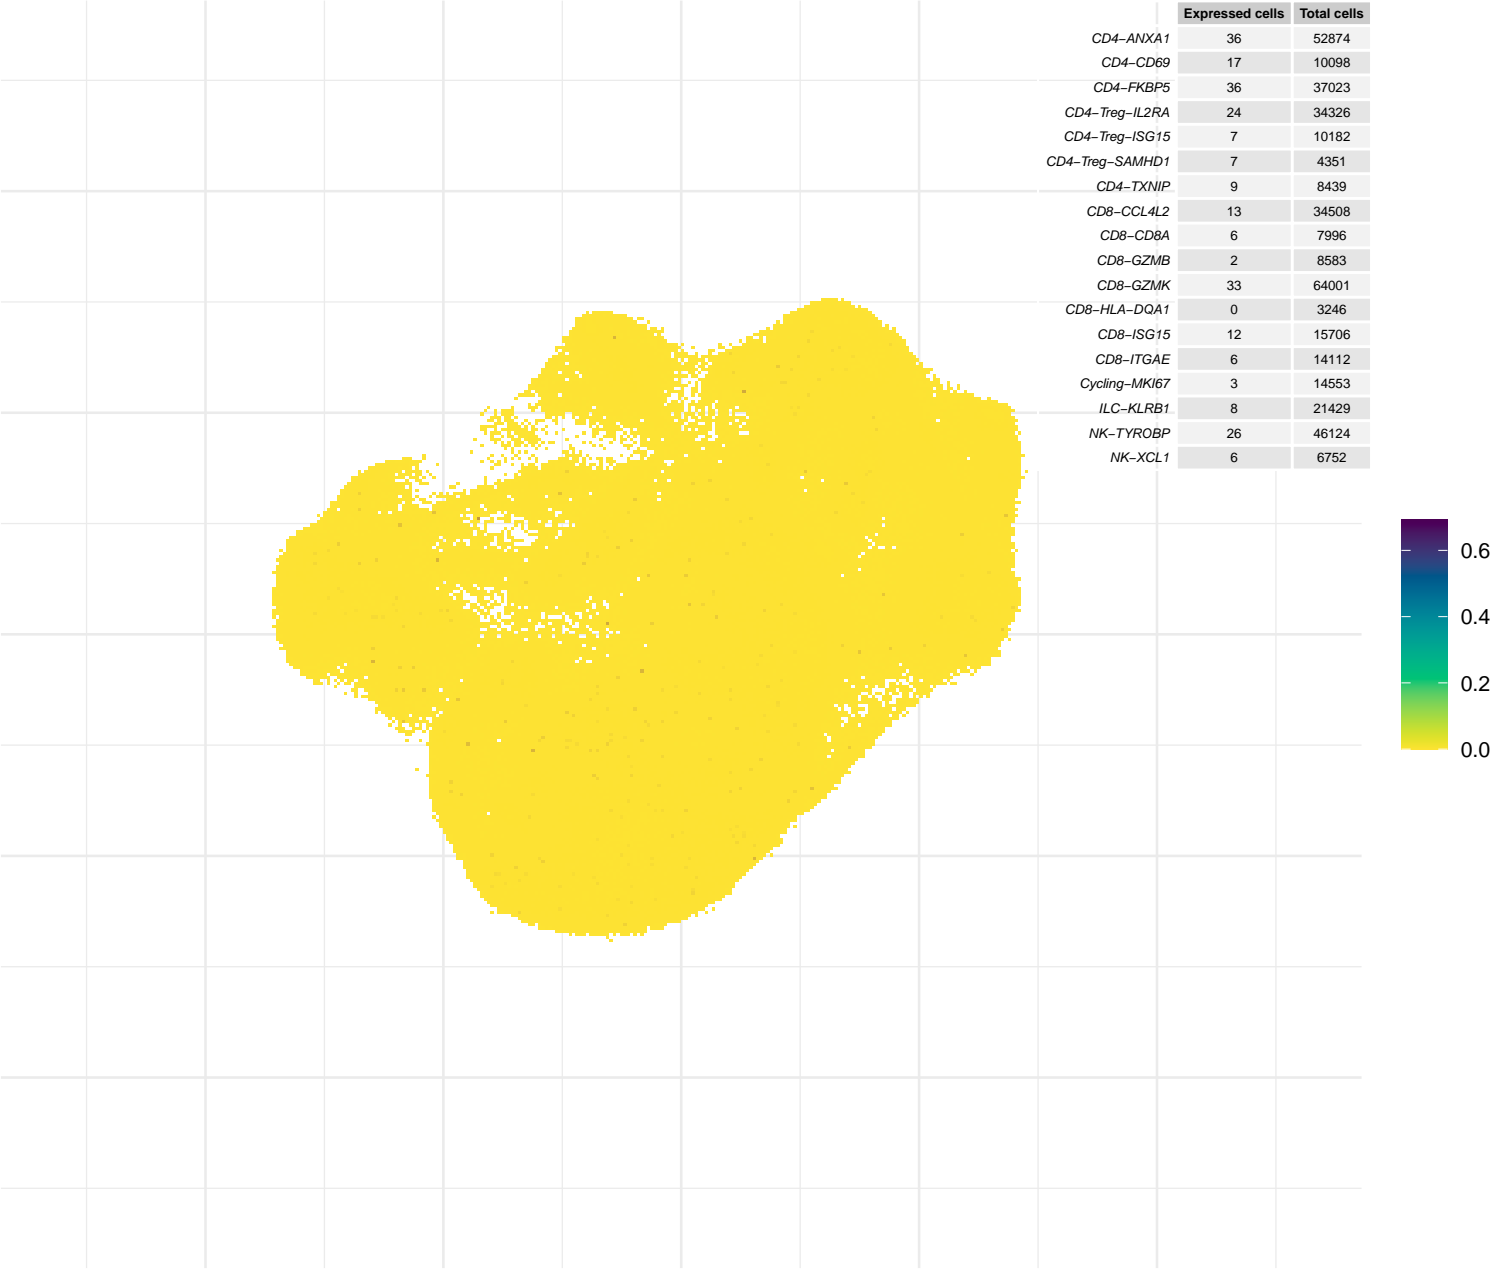 Expressed cells Total cells
CD4−ANXA1 36 52874
CD4−CD69 17 10098
CD4−FKBP5 36 37023
CD4−Treg−IL2RA 24 34326
CD4−Treg−ISG15 7 10182
CD4−Treg−SAMHD1 7 4351
CD4−TXNIP 9 8439
CD8−CCL4L2 13 34508
CD8−CD8A 6 7996
CD8−GZMB 2 8583
CD8−GZMK 33 64001
CD8−HLA−DQA1 0 3246
CD8−ISG15 12 15706
CD8−ITGAE 6 14112
Cycling−MKI67 3 14553
ILC−KLRB1 8 21429
NK−TYROBP 26 46124
NK−XCL1 6 6752
0.6
0.4
0.2
0.0